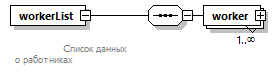 workerList
worker
1..∞
Список данных
о работниках